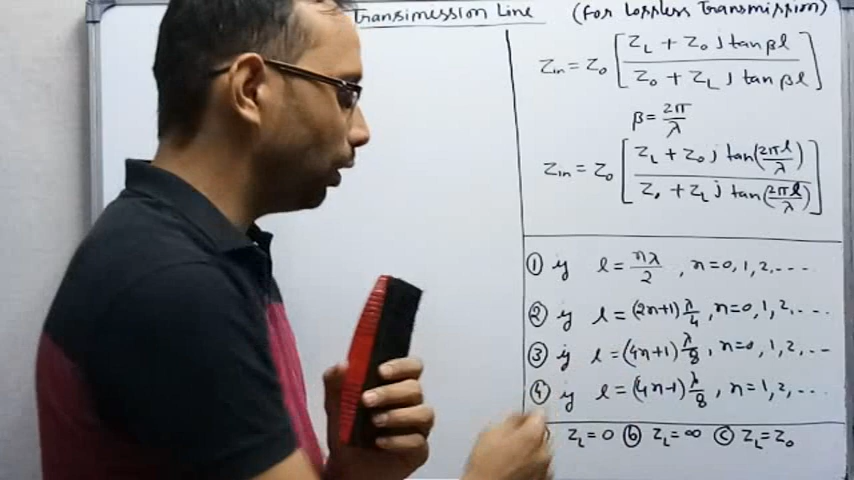 Transimession Line (For Lossless Transmission)
Zin = Z0 [ (ZL + Z0 j tan βl) / (Z0 + ZL j tan βl) ]
β = 2π/λ
Zin = Z0 [ (ZL + Z0 j tan(2πl/λ)) / (Z0 + ZL j tan(2πl/λ)) ]
① if l = nλ/2 , n=0, 1, 2, ----
② if l = (2n+1) λ/4 , n=0, 1, 2, ----
③ if l = (4n+1) λ/8 , n=0, 1, 2, --
④ if l = (4n-1) λ/8 , n=1, 2, ---
ZL = 0 ⓑ ZL = ∞ ⓒ ZL = Z0